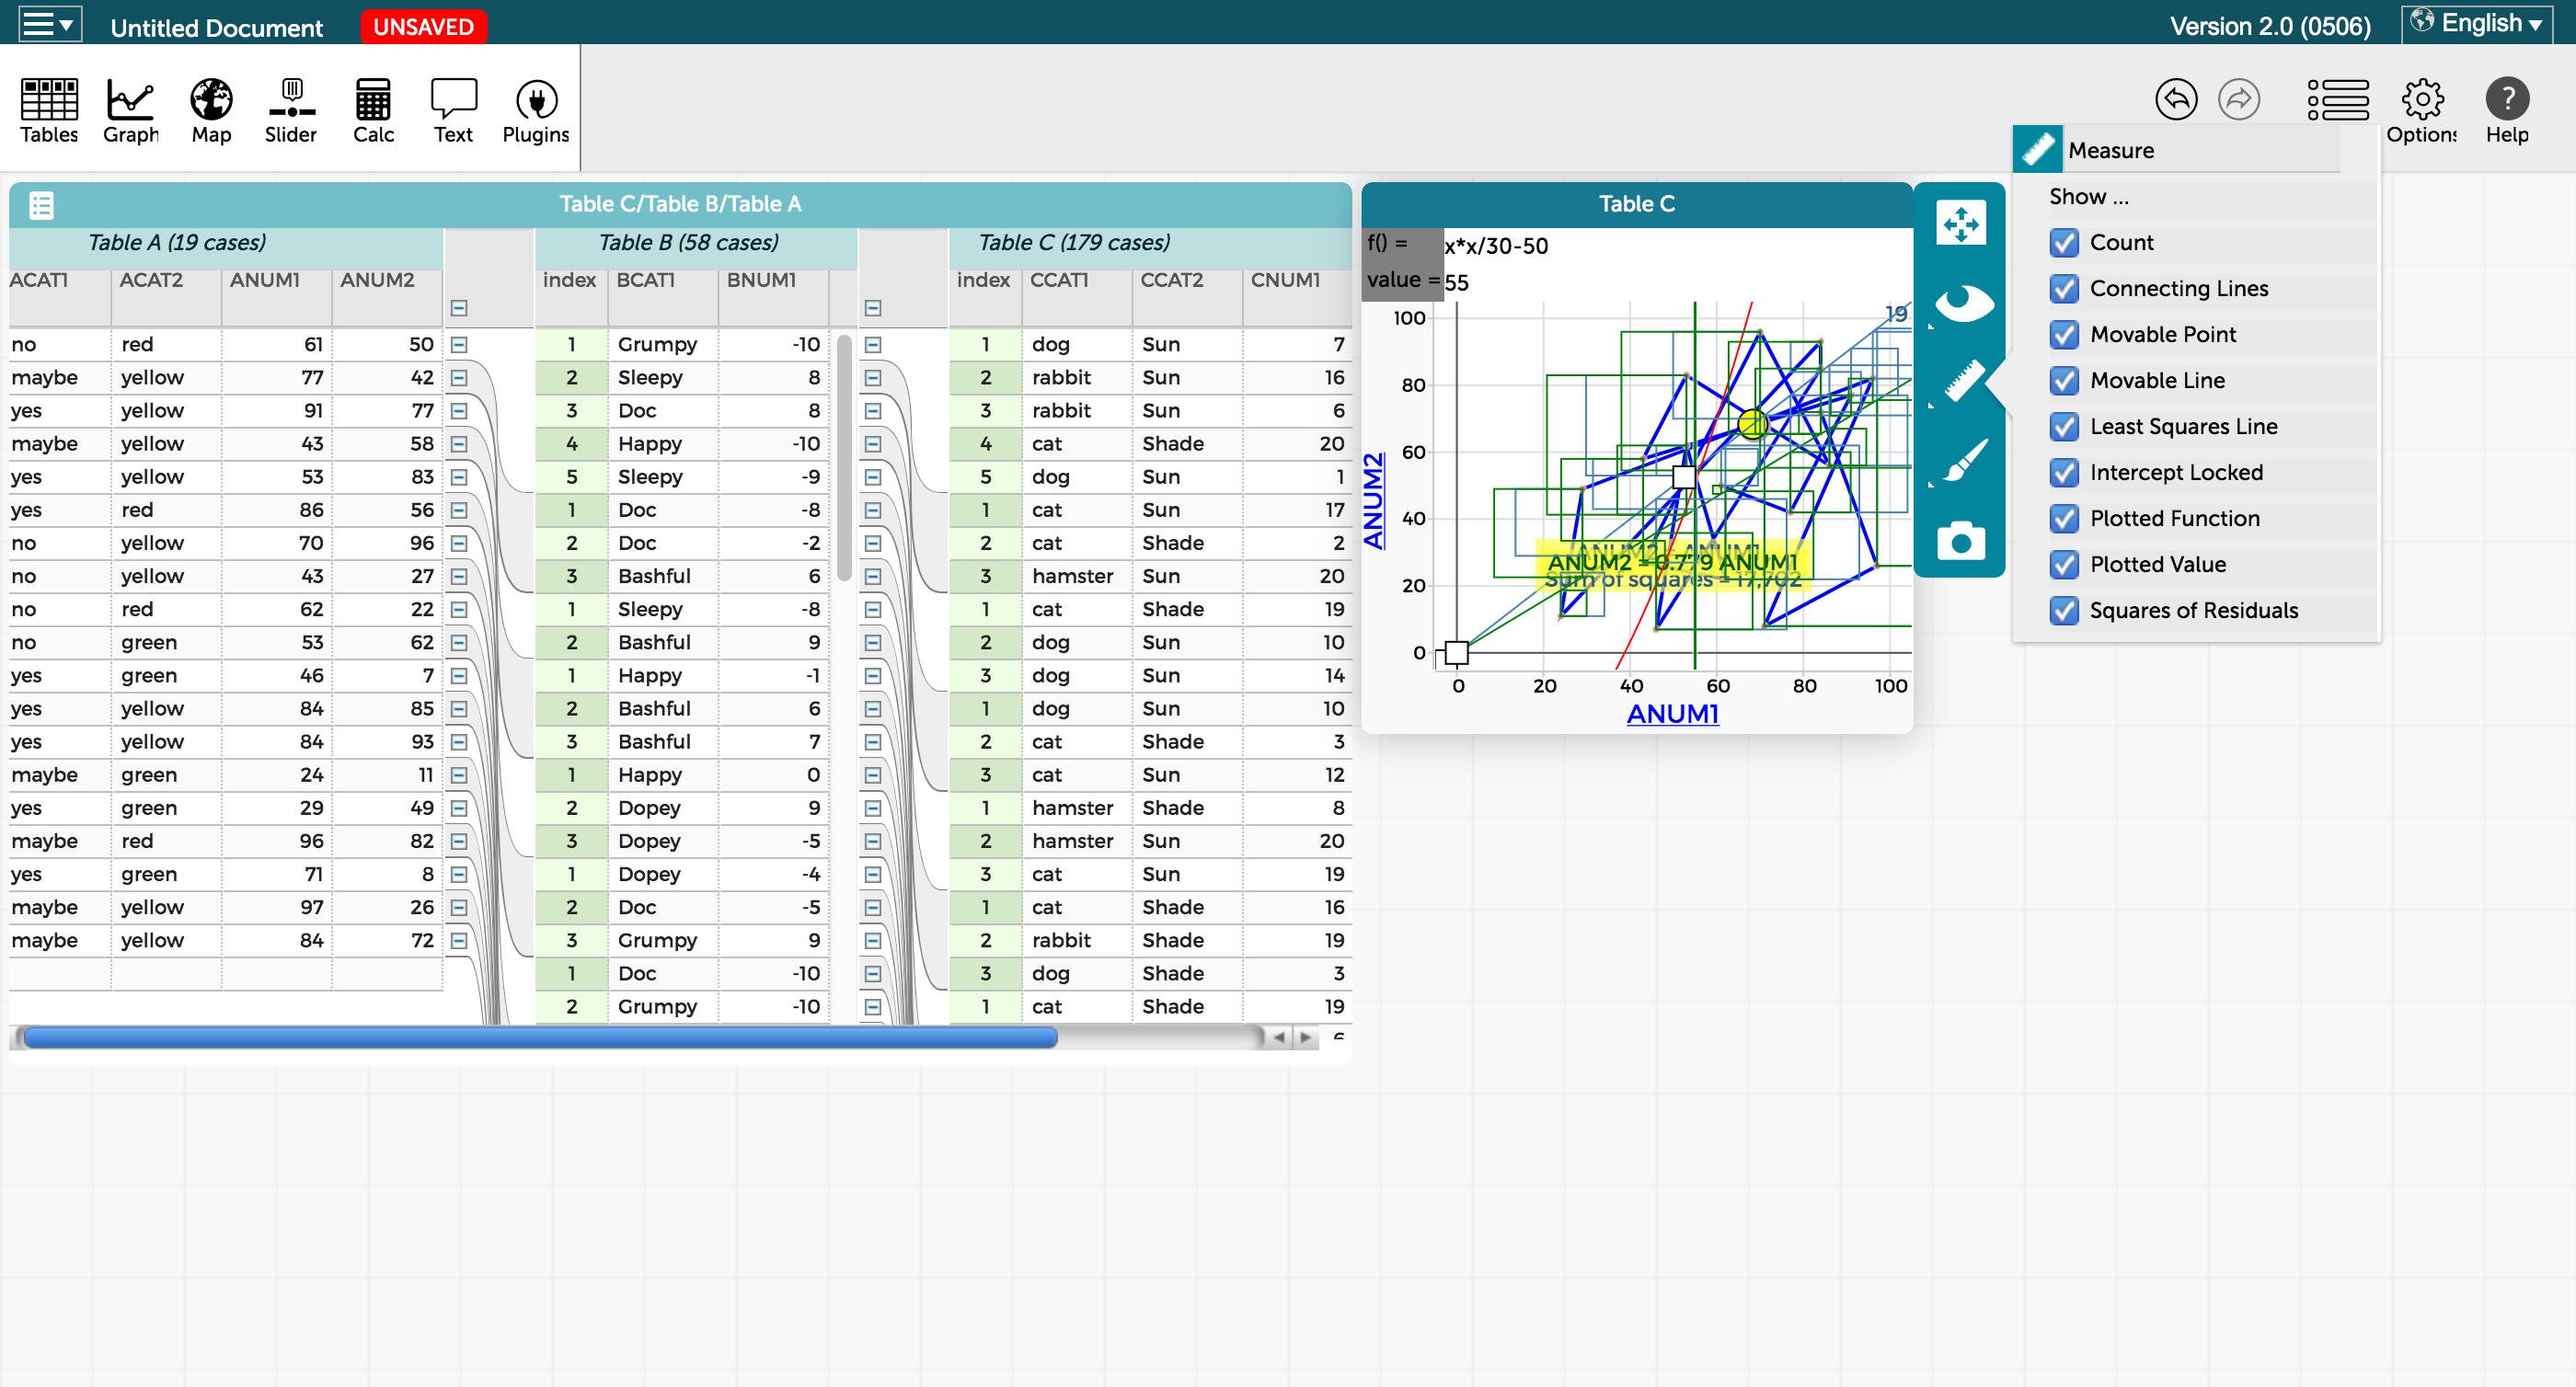 Untitled Document UNSAVED Version 2.0 (0506) English
Tables Graph Map Slider Calc Text Plugins Options ? Help
Measure
Show ...
Count
Connecting Lines
Movable Point
Movable Line
Least Squares Line
Intercept Locked
Plotted Function
Plotted Value
Squares of Residuals
Table C/Table B/Table A
Table A (19 cases) Table B (58 cases) Table C (179 cases)
ACAT1 ACAT2 ANUM1 ANUM2 index BCAT1 BNUM1 index CCAT1 CCAT2 CNUM1
no red 61 50 1 Grumpy -10 1 dog Sun 7
maybe yellow 77 42 2 Sleepy 8 2 rabbit Sun 16
yes yellow 91 77 3 Doc 8 3 rabbit Sun 6
maybe yellow 43 58 4 Happy -10 4 cat Shade 20
yes yellow 53 83 5 Sleepy -9 5 dog Sun 1
yes red 86 56 1 Doc -8 1 cat Sun 17
no yellow 70 96 2 Doc -2 2 cat Shade 2
no yellow 43 27 3 Bashful 6 3 hamster Sun 20
no red 62 22 1 Sleepy -8 1 cat Shade 19
no green 53 62 2 Bashful 9 2 dog Sun 10
yes green 46 7 1 Happy -1 3 dog Sun 14
yes yellow 84 85 2 Bashful 6 1 dog Sun 10
yes yellow 84 93 3 Bashful 7 2 cat Shade 3
maybe green 24 11 1 Happy 0 3 cat Sun 12
yes green 29 49 2 Dopey 9 1 hamster Shade 8
maybe red 96 82 3 Dopey -5 2 hamster Sun 20
yes green 71 8 1 Dopey -4 3 cat Sun 19
maybe yellow 97 26 2 Doc -5 1 cat Shade 16
maybe yellow 84 72 3 Grumpy 9 2 rabbit Shade 19
1 Doc -10 3 dog Shade 3
2 Grumpy -10 1 cat Shade 19
Table C
f() = x*x/30-50
value = 55
19
100
80
60
40
20
0
ANUM2
ANUM2 = 0.779 ANUM1
Sum of squares = 17,702
0 20 40 60 80 100
ANUM1